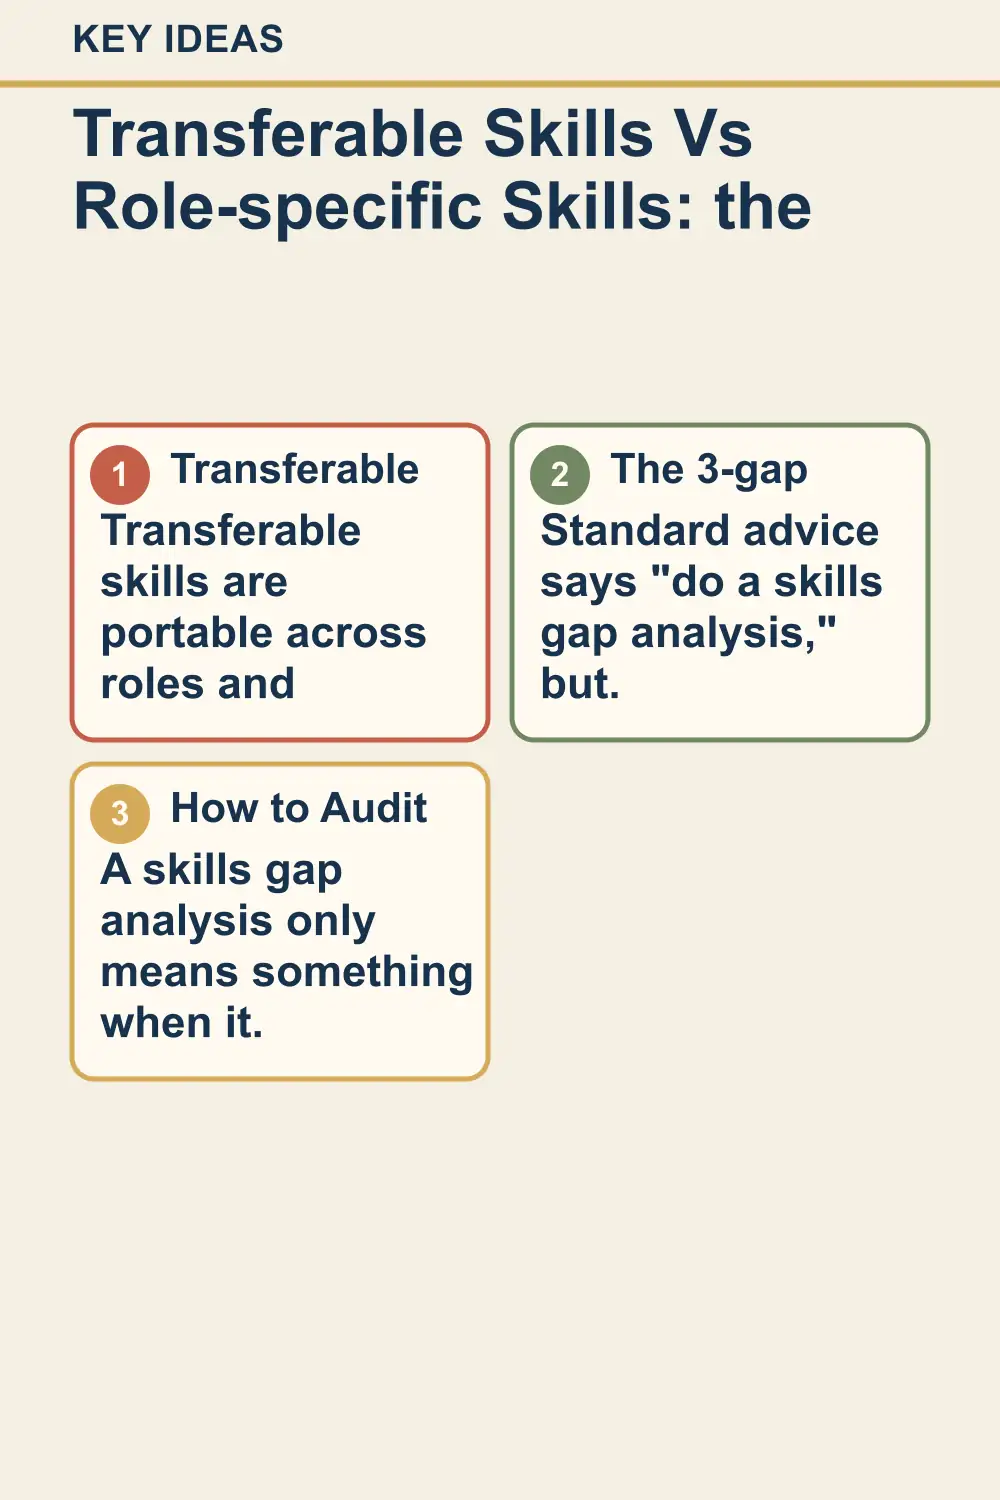 KEY IDEAS
Transferable Skills Vs
Role-specific Skills: the
1 Transferable
Transferable
skills are
portable across
roles and
2 The 3-gap
Standard advice
says "do a skills
gap analysis,"
but.
3 How to Audit
A skills gap
analysis only
means something
when it.